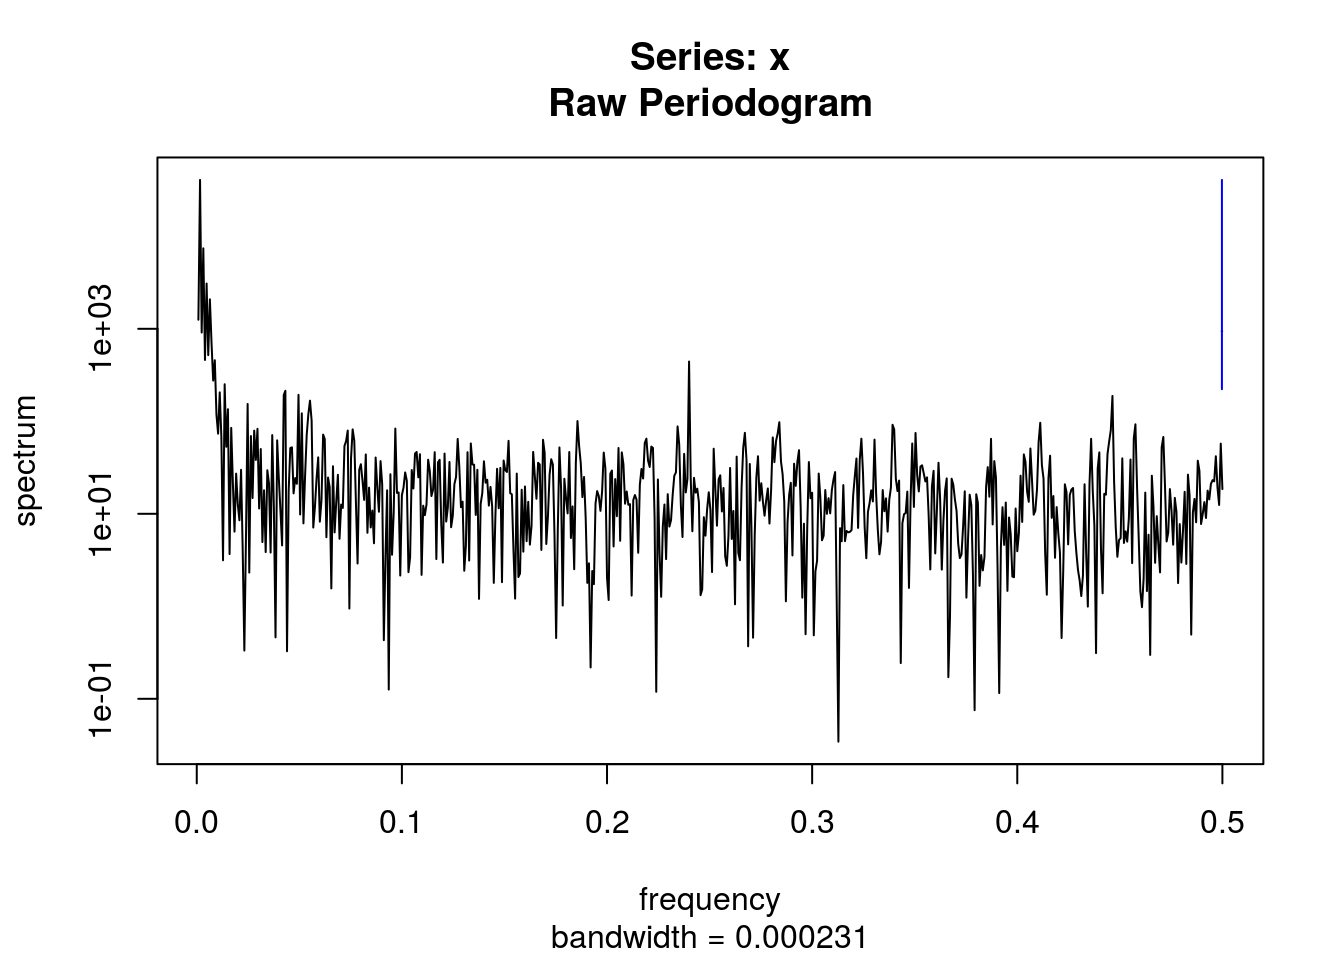 Series: x
Raw Periodogram
spectrum
1e+03
1e+01
1e-01
0.0 0.1 0.2 0.3 0.4 0.5
frequency
bandwidth = 0.000231